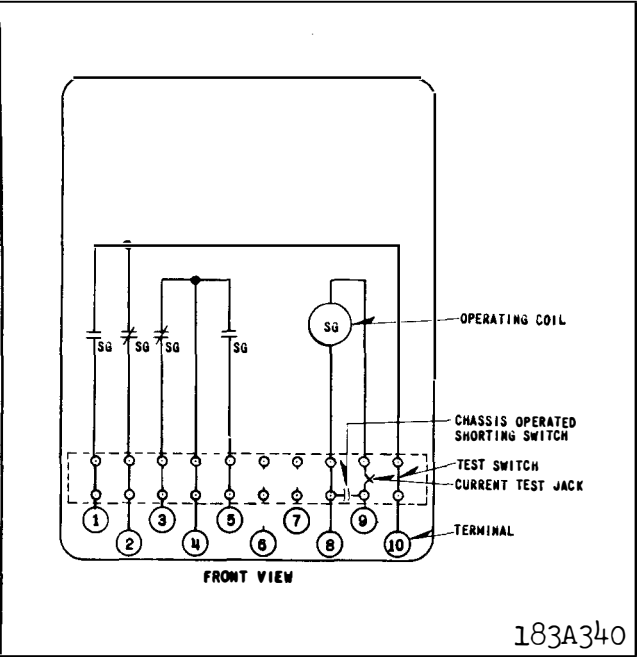 SG SG SG SG
SG
OPERATING COIL
CHASSIS OPERATED
SHORTING SWITCH
TEST SWITCH
CURRENT TEST JACK
1 3 5 7 9
2 4 6 8 10
TERMINAL
FRONT VIEW
183A340